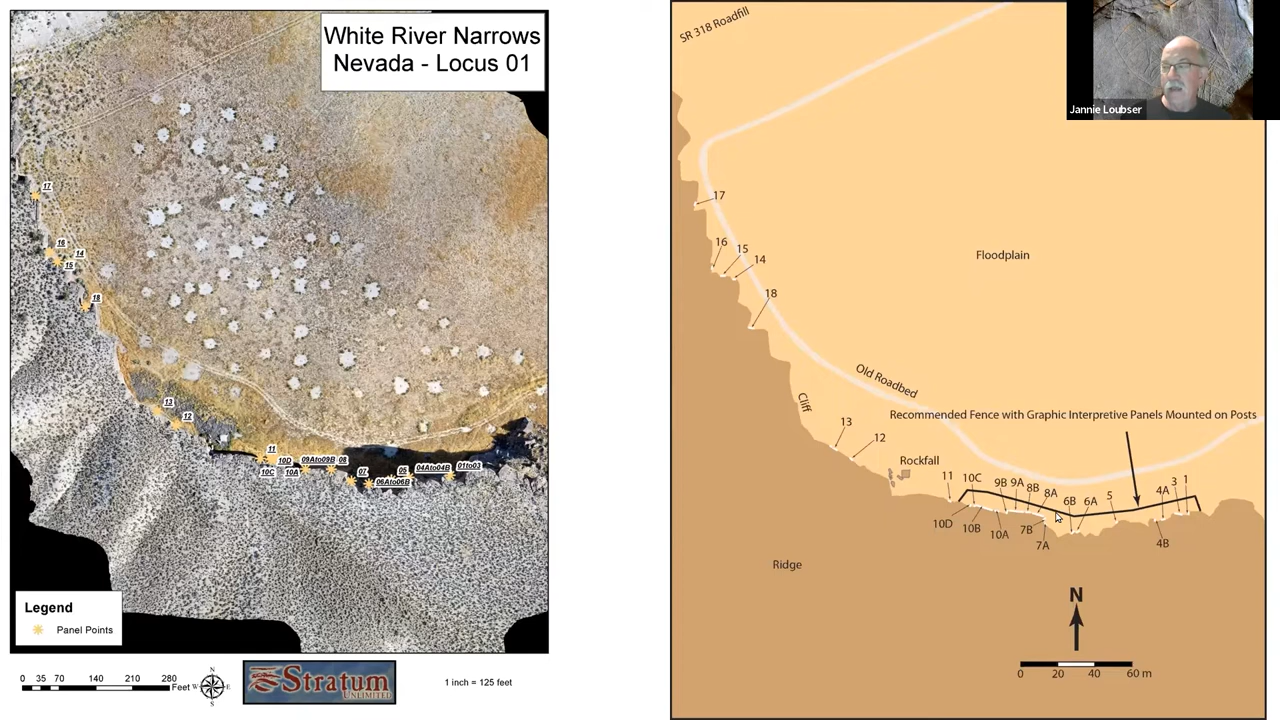 White River Narrows
Nevada - Locus 01
17
16
14
15
18
13
12
11
10D
09Ato09B
08
10C
10A
07
05
04Ato04B
01to03
06Ato06B
Legend
Panel Points
0 35 70 140 210 280
Feet
N
W E
S
Stratum
UNLIMITED
1 inch = 125 feet
SR 318 Roadfill
Jannie Loubser
17
16
15
14
18
Floodplain
Old Roadbed
Cliff
Recommended Fence with Graphic Interpretive Panels Mounted on Posts
13
12
Rockfall
11
10C
9B
9A
8B
8A
6B
6A
5
4A
3
1
10D
10B
10A
7B
7A
4B
Ridge
N
0 20 40 60 m